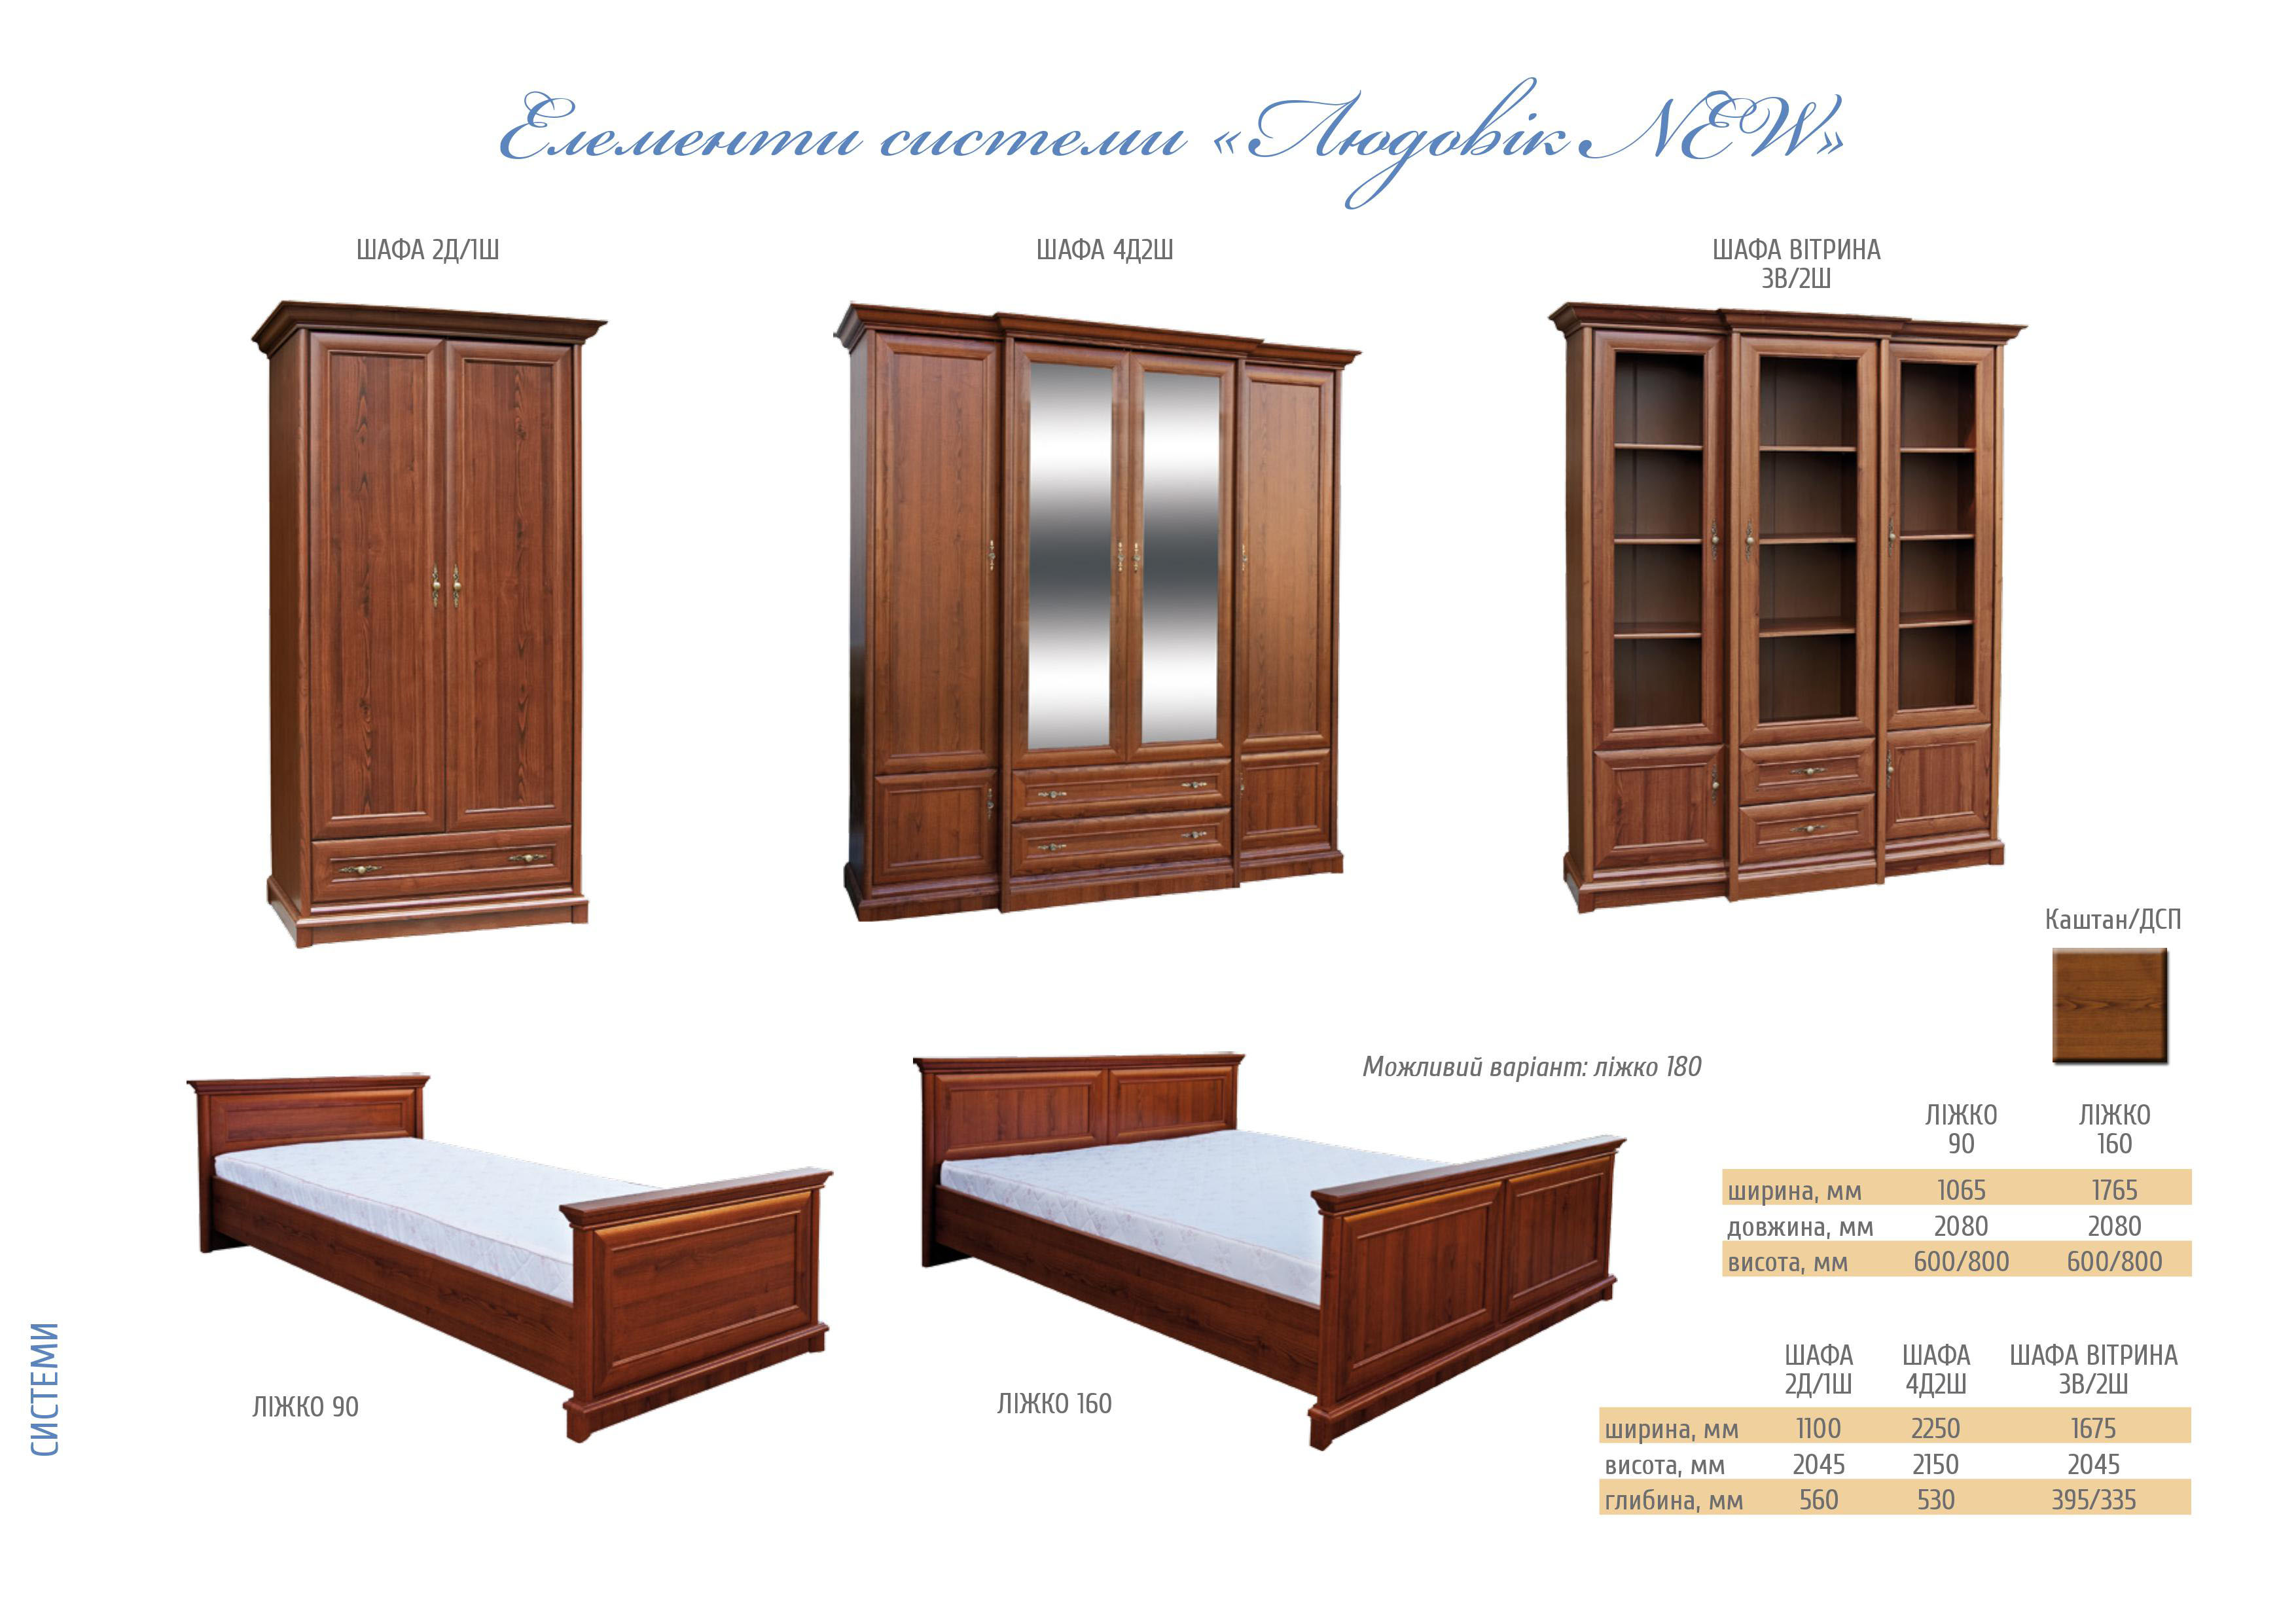 Елементи системи «Людовік NEW»
ШАФА 2Д/1Ш
ШАФА 4Д2Ш
ШАФА ВІТРИНА
3В/2Ш
Каштан/ДСП
Можливий варіант: ліжко 180
ЛІЖКО 90
ЛІЖКО 160
ЛІЖКО ЛІЖКО
90 160
ширина, мм 1065 1765
довжина, мм 2080 2080
висота, мм 600/800 600/800
ШАФА ШАФА ШАФА ВІТРИНА
2Д/1Ш 4Д2Ш 3В/2Ш
ширина, мм 1100 2250 1675
висота, мм 2045 2150 2045
глибина, мм 560 530 395/335
СИСТЕМИ